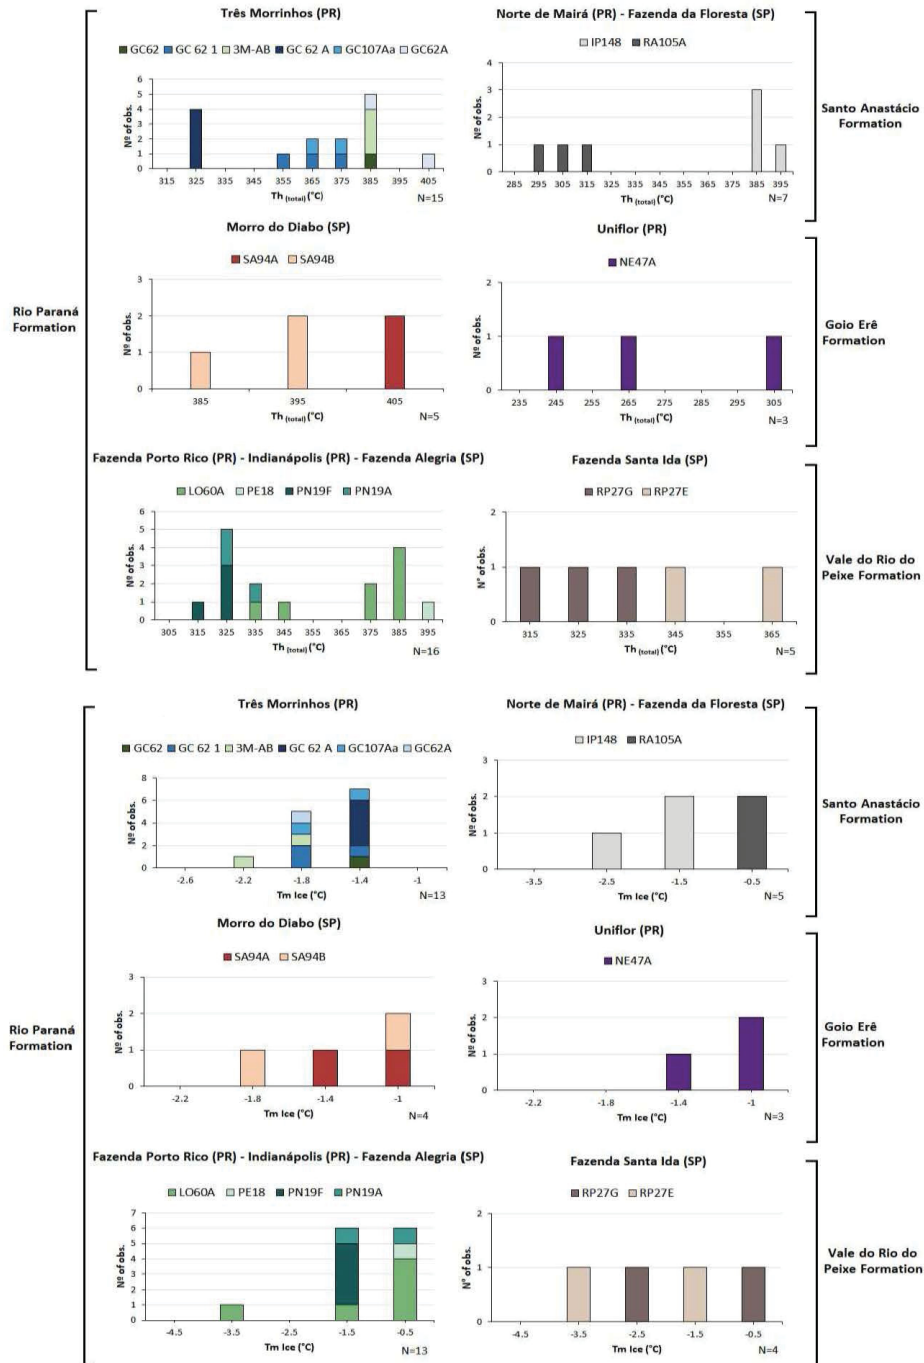 Três Morrinhos (PR)
GC62 GC 62 1 3M-AB GC 62 A GC107Aa GC62A
Nº of obs.
6
5
4
3
2
1
0
315 325 335 345 355 365 375 385 395 405
Th (total) (°C)
N=15
Norte de Mairá (PR) - Fazenda da Floresta (SP)
IP148 RA105A
Nº of obs.
4
3
2
1
0
285 295 305 315 325 335 345 355 365 375 385 395
Th (total) (°C)
N=7
Santo Anastácio
Formation
Morro do Diabo (SP)
SA94A SA94B
Nº of obs.
3
2
1
0
385 395 405
Th (total) (°C)
N=5
Rio Paraná
Formation
Uniflor (PR)
NE47A
Nº of obs.
2
1
0
235 245 255 265 275 285 295 305
Th (total) (°C)
N=3
Goio Erê
Formation
Fazenda Porto Rico (PR) - Indianápolis (PR) - Fazenda Alegria (SP)
LO60A PE18 PN19F PN19A
Nº of obs.
6
5
4
3
2
1
0
305 315 325 335 345 355 365 375 385 395
Th (total) (°C)
N=16
Fazenda Santa Ida (SP)
RP27G RP27E
N° of obs.
2
1
0
315 325 335 345 355 365
Th (total) (°C)
N=5
Vale do Rio do
Peixe Formation
Três Morrinhos (PR)
GC62 GC 62 1 3M-AB GC 62 A GC107Aa GC62A
Nº of obs.
8
6
4
2
0
-2.6 -2.2 -1.8 -1.4 -1
Tm Ice (°C)
N=13
Norte de Mairá (PR) - Fazenda da Floresta (SP)
IP148 RA105A
Nº of obs.
3
2
1
0
-3.5 -2.5 -1.5 -0.5
Tm Ice (°C)
N=5
Santo Anastácio
Formation
Morro do Diabo (SP)
SA94A SA94B
Nº of obs.
3
2
1
0
-2.2 -1.8 -1.4 -1
Tm Ice (°C)
N=4
Rio Paraná
Formation
Uniflor (PR)
NE47A
Nº of obs.
3
2
1
0
-2.2 -1.8 -1.4 -1
Tm Ice (°C)
N=3
Goio Erê
Formation
Fazenda Porto Rico (PR) - Indianápolis (PR) - Fazenda Alegria (SP)
LO60A PE18 PN19F PN19A
Nº of obs.
7
6
5
4
3
2
1
0
-4.5 -3.5 -2.5 -1.5 -0.5
Tm Ice (°C)
N=13
Fazenda Santa Ida (SP)
RP27G RP27E
N° of obs.
2
1
0
-4.5 -3.5 -2.5 -1.5 -0.5
Tm Ice (°C)
N=4
Vale do Rio do
Peixe Formation